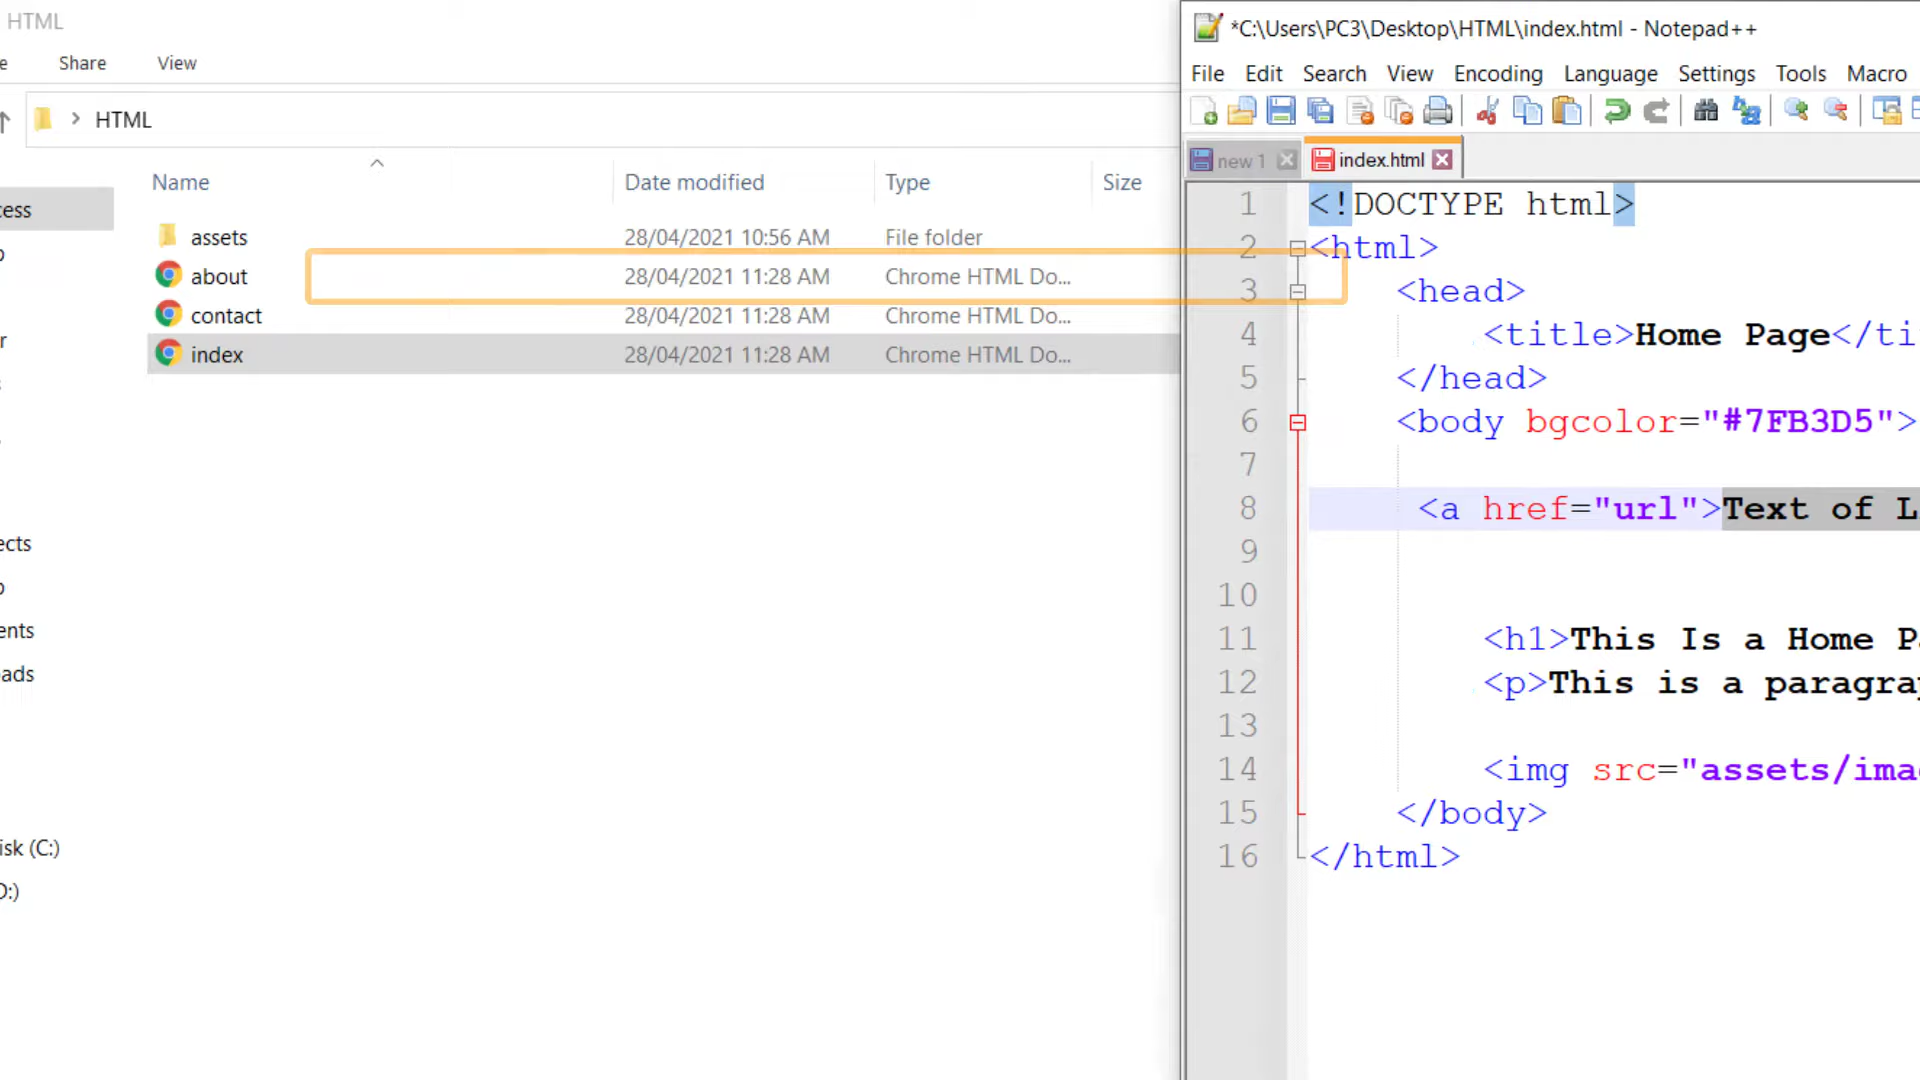 HTML
e
Share
View
HTML
Name
Date modified
Type
Size
assets
28/04/2021 10:56 AM
File folder
about
28/04/2021 11:28 AM
Chrome HTML Do...
contact
28/04/2021 11:28 AM
Chrome HTML Do...
index
28/04/2021 11:28 AM
Chrome HTML Do...
cess
r
ects
ents
oads
isk (C:)
D:)
*C:\Users\PC3\Desktop\HTML\index.html - Notepad++
File Edit Search View Encoding Language Settings Tools Macro
new 1
index.html
1 <!DOCTYPE html>
2 <html>
3 <head>
4 <title>Home Page</ti
5 </head>
6 <body bgcolor="#7FB3D5">
7
8 <a href="url">Text of L
9
10
11 <h1>This Is a Home P
12 <p>This is a paragrap
13
14 <img src="assets/ima
15 </body>
16 </html>